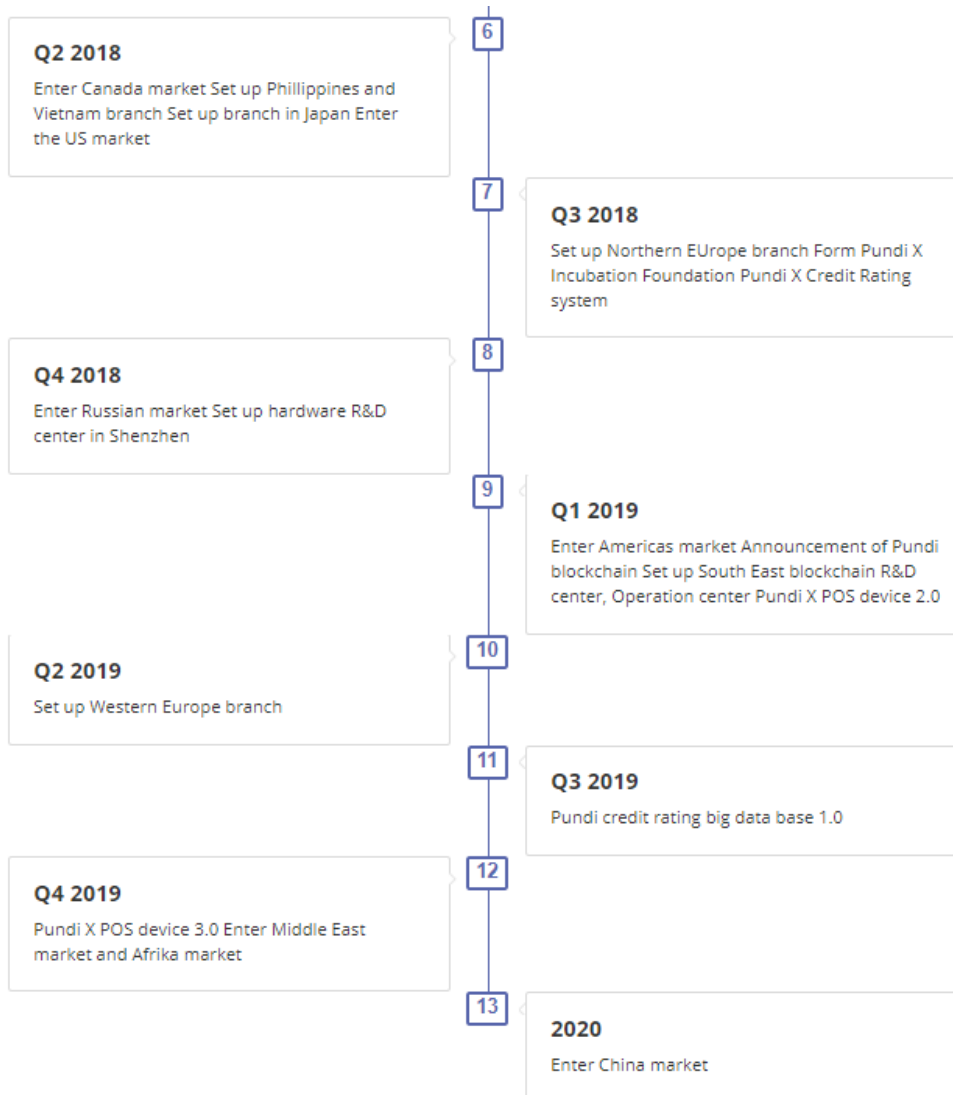 6
Q2 2018
Enter Canada market Set up Phillippines and
Vietnam branch Set up branch in Japan Enter
the US market
7
Q3 2018
Set up Northern EUrope branch Form Pundi X
Incubation Foundation Pundi X Credit Rating
system
8
Q4 2018
Enter Russian market Set up hardware R&D
center in Shenzhen
9
Q1 2019
Enter Americas market Announcement of Pundi
blockchain Set up South East blockchain R&D
center, Operation center Pundi X POS device 2.0
10
Q2 2019
Set up Western Europe branch
11
Q3 2019
Pundi credit rating big data base 1.0
12
Q4 2019
Pundi X POS device 3.0 Enter Middle East
market and Afrika market
13
2020
Enter China market